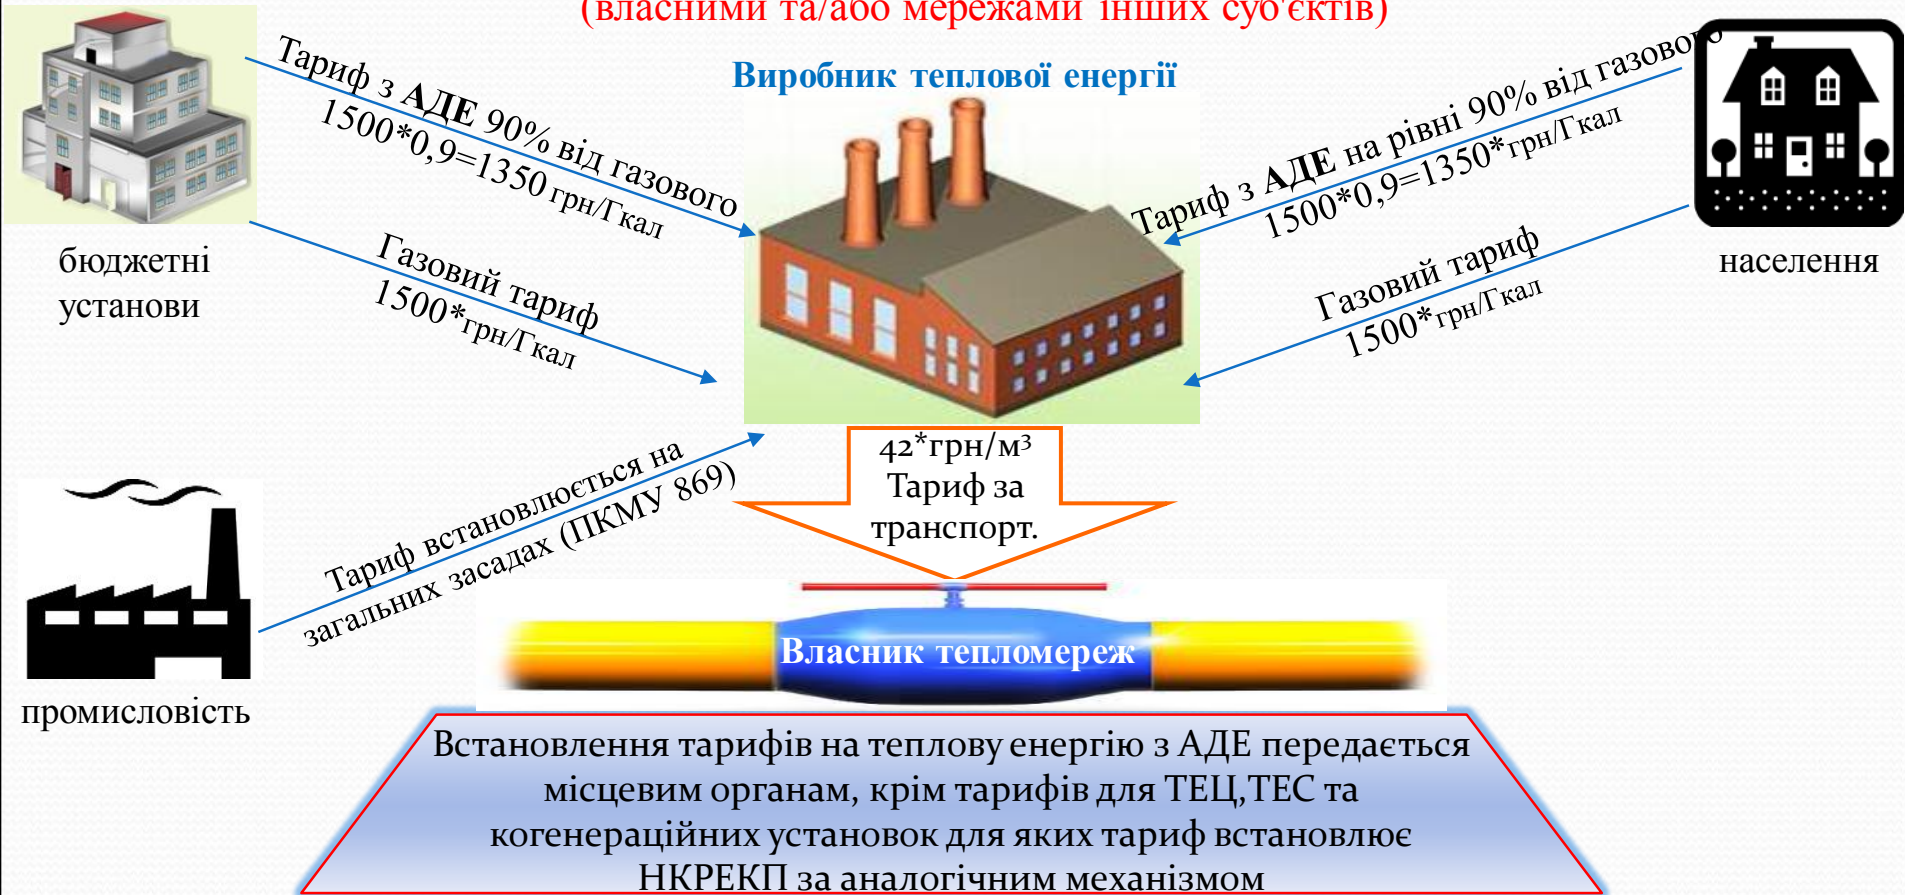 (власними та/або мережами інших суб'єктів)
Виробник теплової енергії
Тариф з АДЕ 90% від газового
1500*0,9=1350 грн/Гкал
Тариф з АДЕ на рівні 90% від газового
1500*0,9=1350*грн/Гкал
бюджетні
установи
Газовий тариф
1500*грн/Гкал
Газовий тариф
1500*грн/Гкал
населення
Тариф встановлюється на
загальних засадах (ПКМУ 869)
промисловість
42*грн/м³
Тариф за
транспорт.
Власник тепломереж
Встановлення тарифів на теплову енергію з АДЕ передається
місцевим органам, крім тарифів для ТЕЦ,ТЕС та
когенераційних установок для яких тариф встановлює
НКРЕКП за аналогічним механізмом